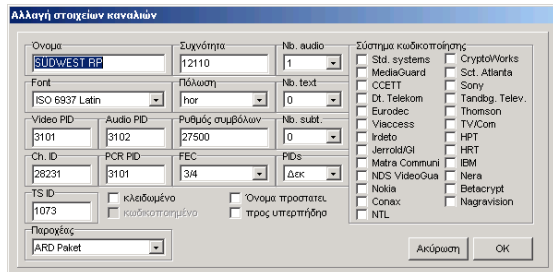 Αλλαγή στοιχείων καναλιών
Όνομα
SÜDWEST RP
Συχνότητα
12110
Nb. audio
1
Font
ISO 6937 Latin
Πόλωση
hor
Nb. text
0
Video PID
3101
Audio PID
3102
Ρυθμός συμβόλων
27500
Nb. subt.
0
Ch. ID
28231
PCR PID
3101
FEC
3/4
PIDs
Δεκ
TS ID
1073
κλειδωμένο
κωδικοποιημένο
Όνομα προστατει
προς υπερπήδησ
Παροχέας
ARD Paket
Σύστημα κωδικοποίησης
Std. systems
MediaGuard
CCETT
Dt. Telekom
Eurodec
Viaccess
Irdeto
Jerrold/GI
Matra Communi
NDS VideoGua
Nokia
Conax
NTL
CryptoWorks
Sct. Atlanta
Sony
Tandbg. Telev.
Thomson
TV/Com
HPT
HRT
IBM
Nera
Betacrypt
Nagravision
Ακύρωση
OK